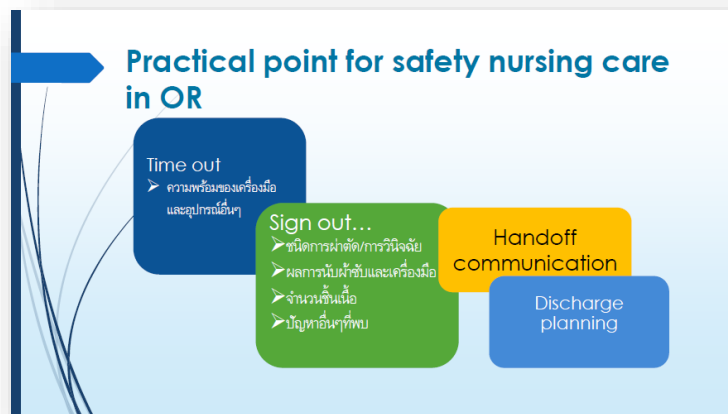 Practical point for safety nursing care
in OR
Time out
➤ ความพร้อมของเครื่องมือ
และอุปกรณ์อื่นๆ
Sign out...
➤ชนิดการผ่าตัด/การวินิจฉัย
➤ผลการนับผ้าซับและเครื่องมือ
➤จำนวนชิ้นเนื้อ
➤ปัญหาอื่นๆที่พบ
Handoff
communication
Discharge
planning